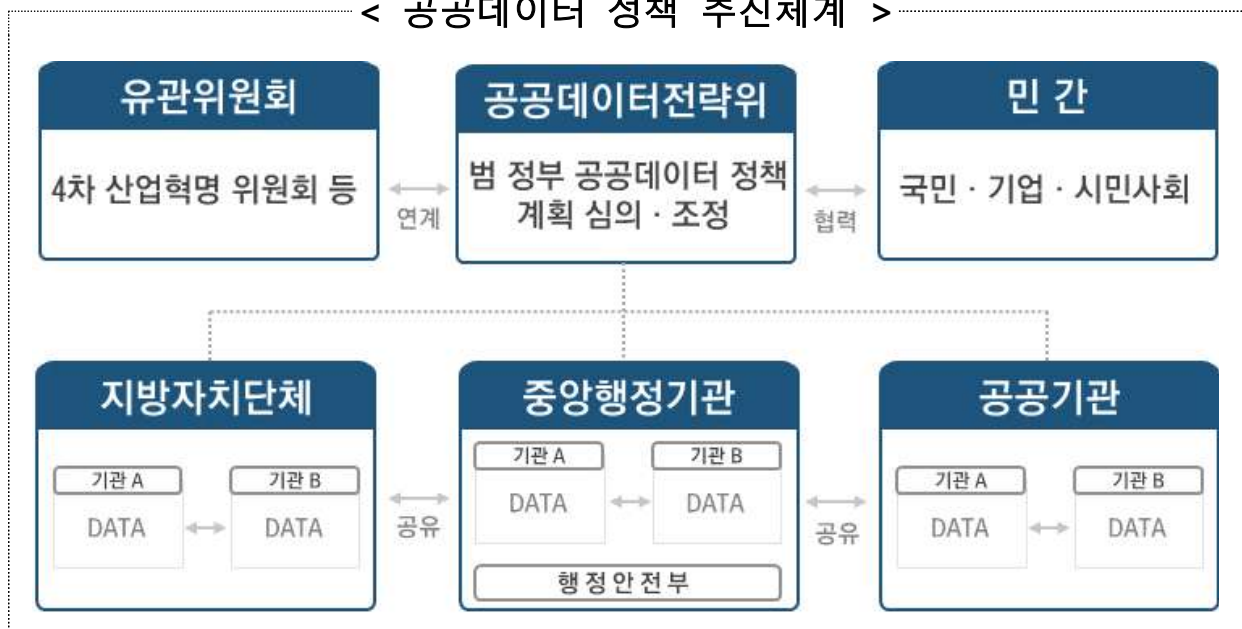 < 공공데이터 정책 추진체계 >
유관위원회
4차 산업혁명 위원회 등
연계
공공데이터전략위
범 정부 공공데이터 정책
계획 심의 · 조정
협력
민 간
국민 · 기업 · 시민사회
지방자치단체
기관 A
기관 B
DATA
DATA
공유
중앙행정기관
기관 A
기관 B
DATA
DATA
행정안전부
공유
공공기관
기관 A
기관 B
DATA
DATA